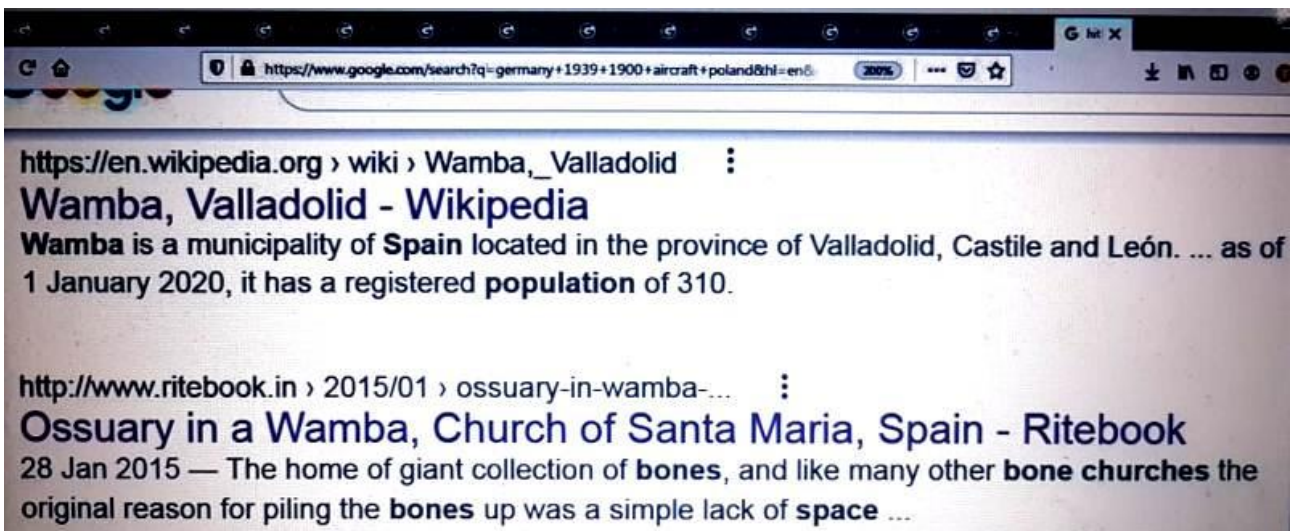 G hit X
https://www.google.com/search?q=germany+1939+1900+aircraft+poland&hl=en&
200%
https://en.wikipedia.org › wiki › Wamba,_Valladolid
Wamba, Valladolid - Wikipedia
Wamba is a municipality of Spain located in the province of Valladolid, Castile and León. ... as of
1 January 2020, it has a registered population of 310.
http://www.ritebook.in › 2015/01 › ossuary-in-wamba-...
Ossuary in a Wamba, Church of Santa Maria, Spain - Ritebook
28 Jan 2015 — The home of giant collection of bones, and like many other bone churches the
original reason for piling the bones up was a simple lack of space ...